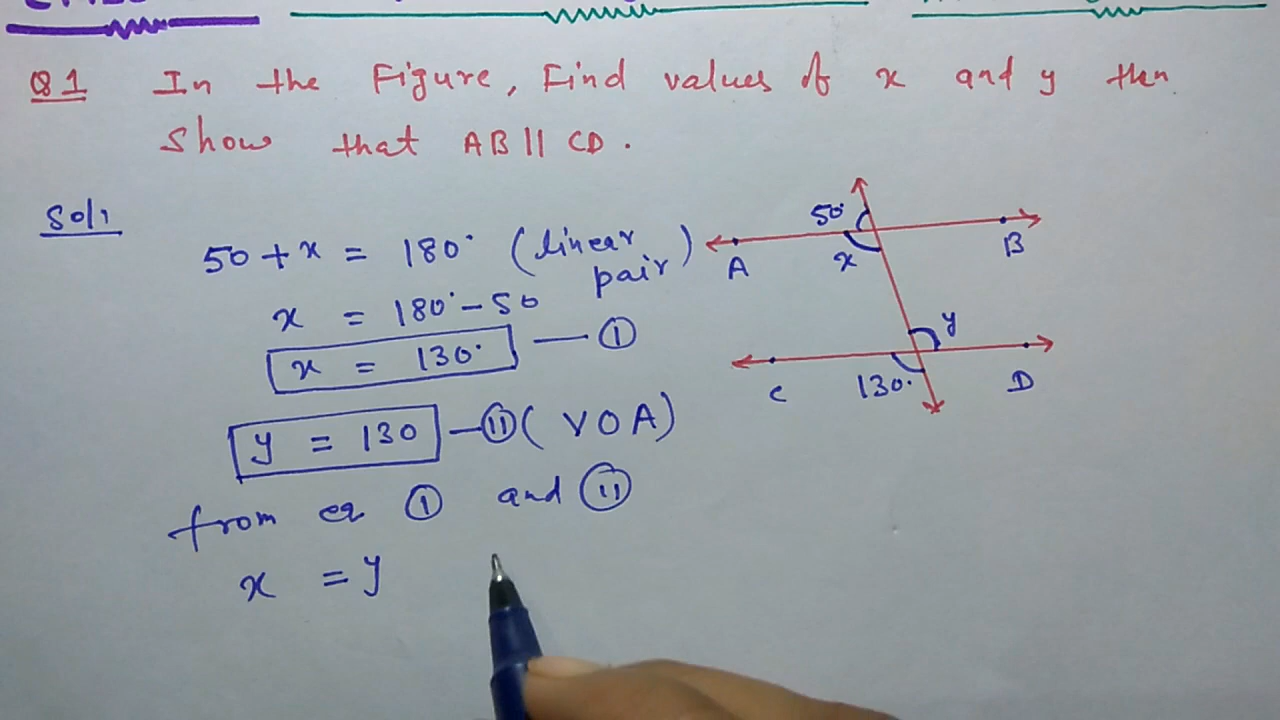 Q1 In the Figure, Find values of x and y then
Show that AB || CD.
Sol:
50 + x = 180° (linear pair)
x = 180° - 50
x = 130° — ①
y = 130 — ⑪ ( VOA)
from eq ① and ⑪
x = y
50°
A
x
B
y
C
130°
D